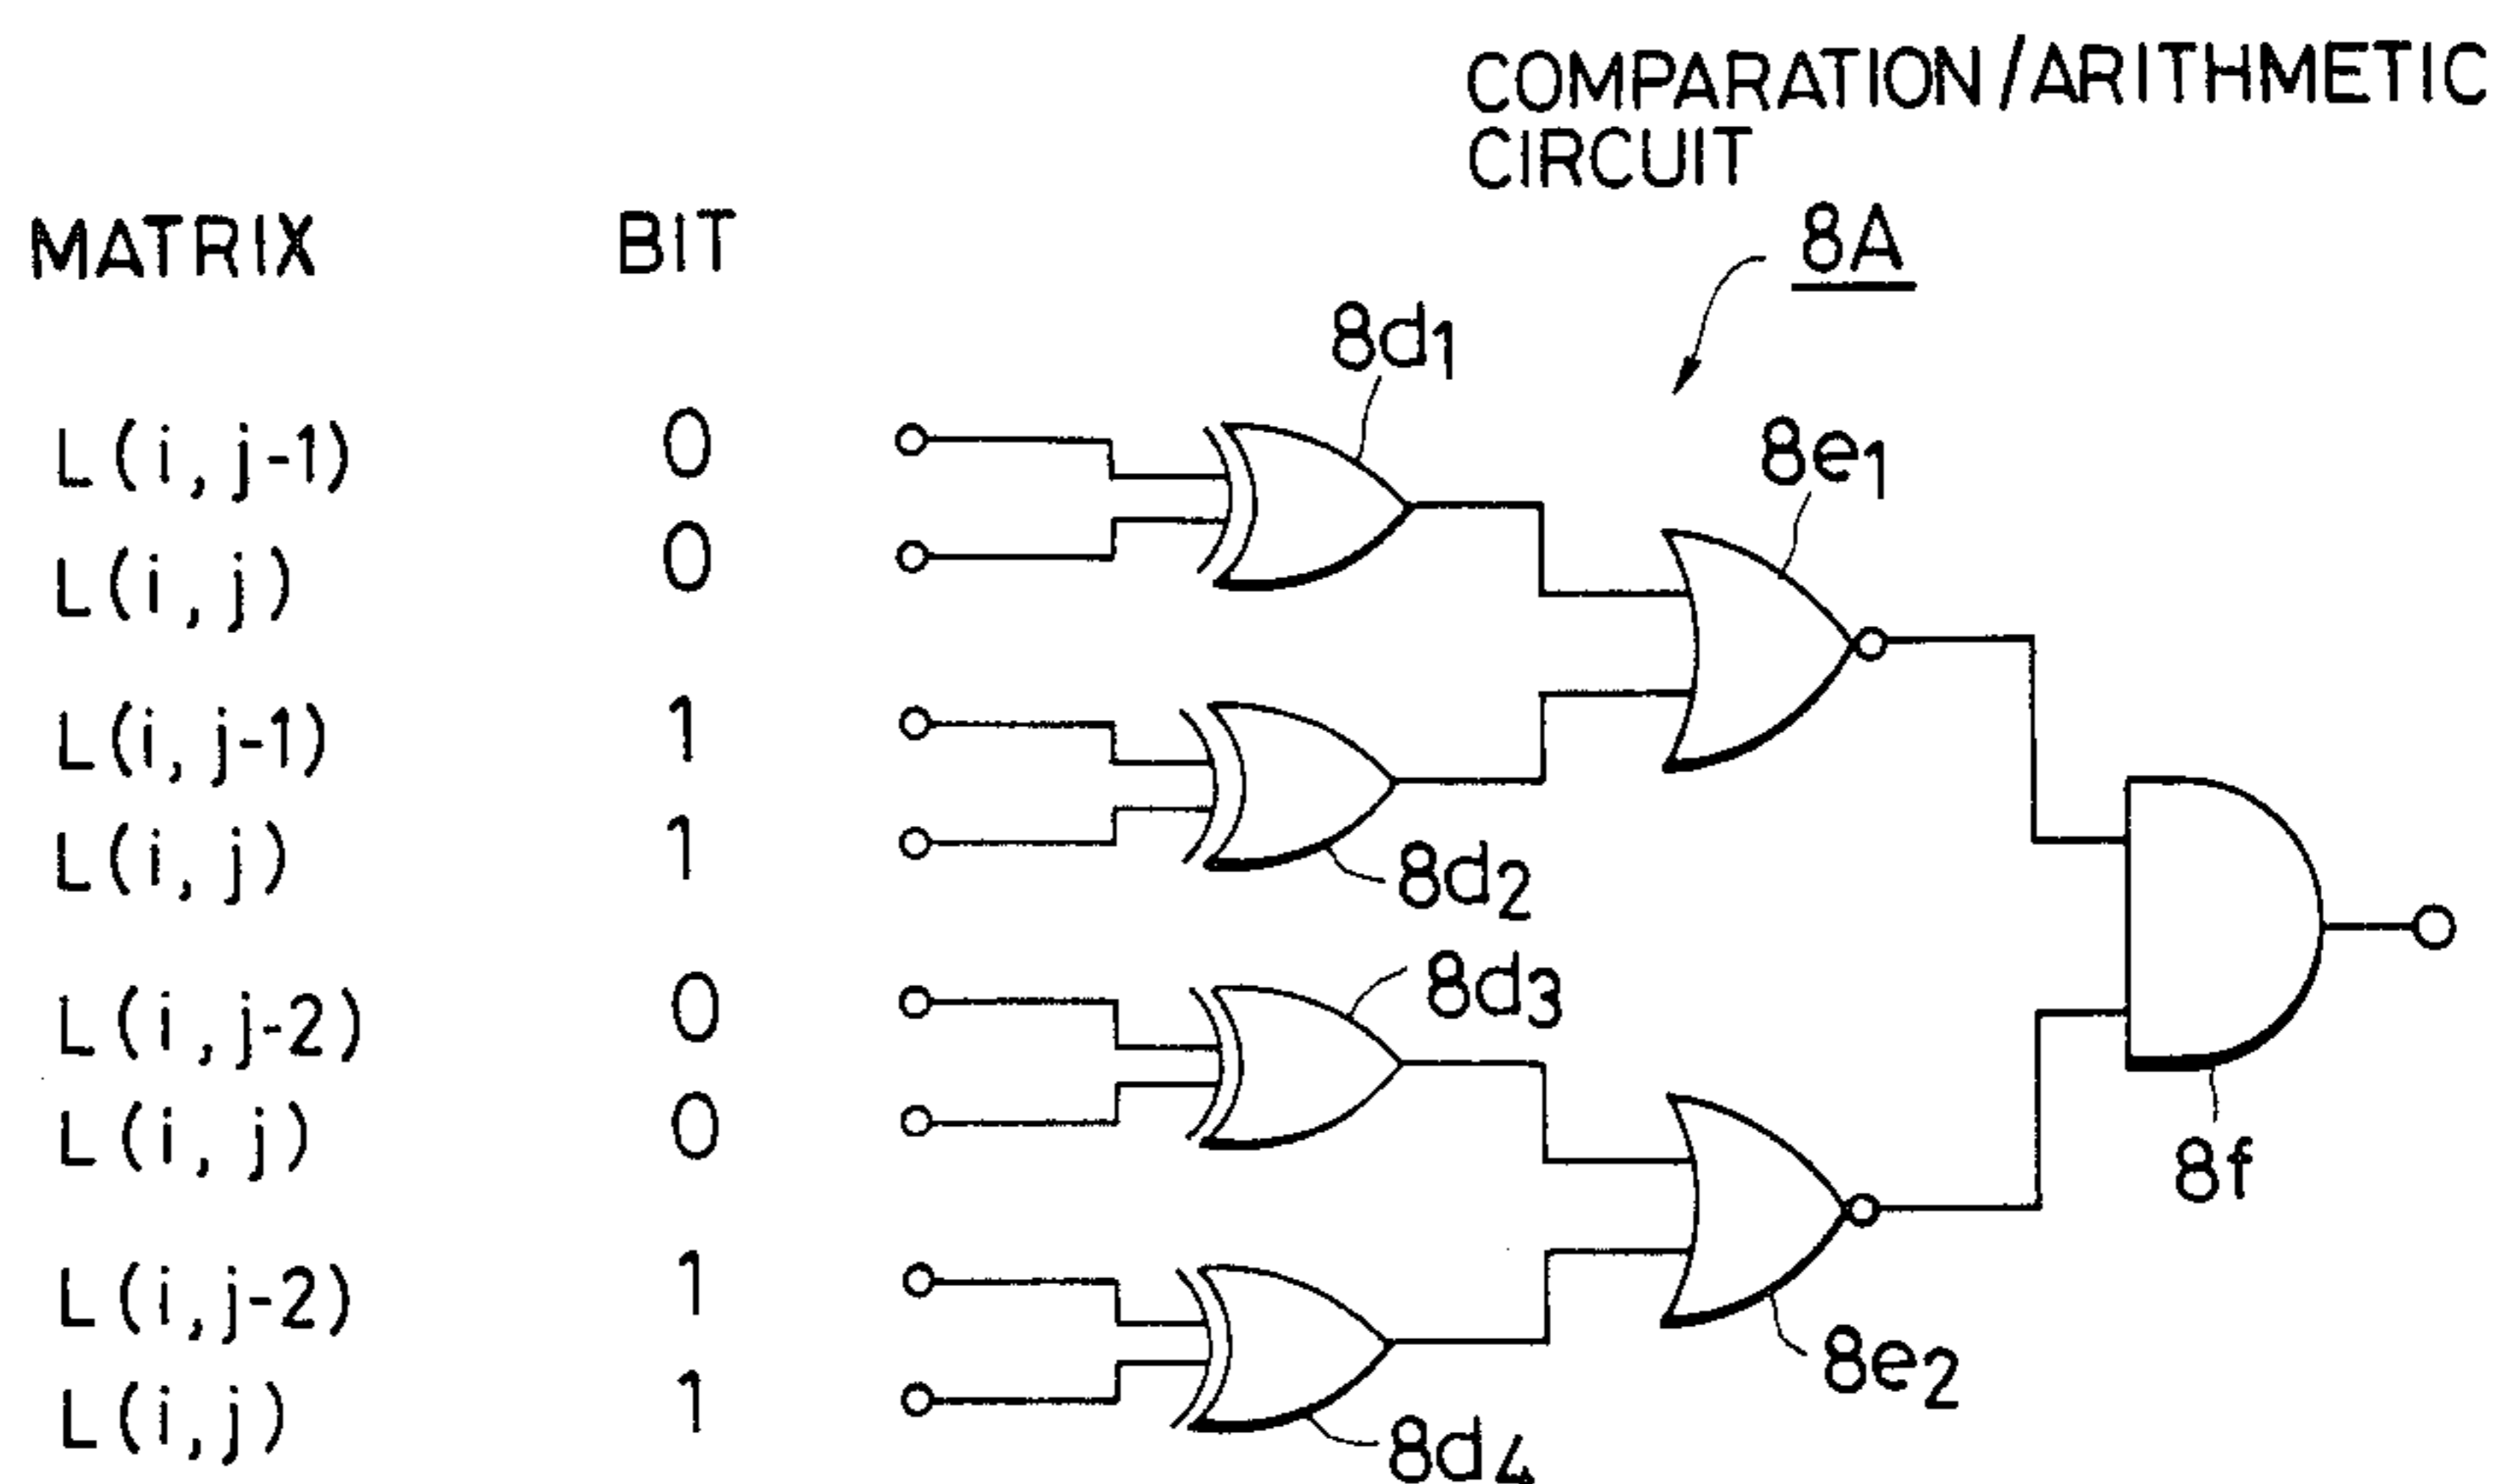 COMPARATION/ARITHMETIC
CIRCUIT
8A
MATRIX BIT
8d1
L(i,j-1) 0
8e1
L(i,j) 0
L(i,j-1) 1
L(i,j) 1
8d2
L(i,j-2) 0
8d3
L(i,j) 0
8f
L(i,j-2) 1
8e2
L(i,j) 1
8d4